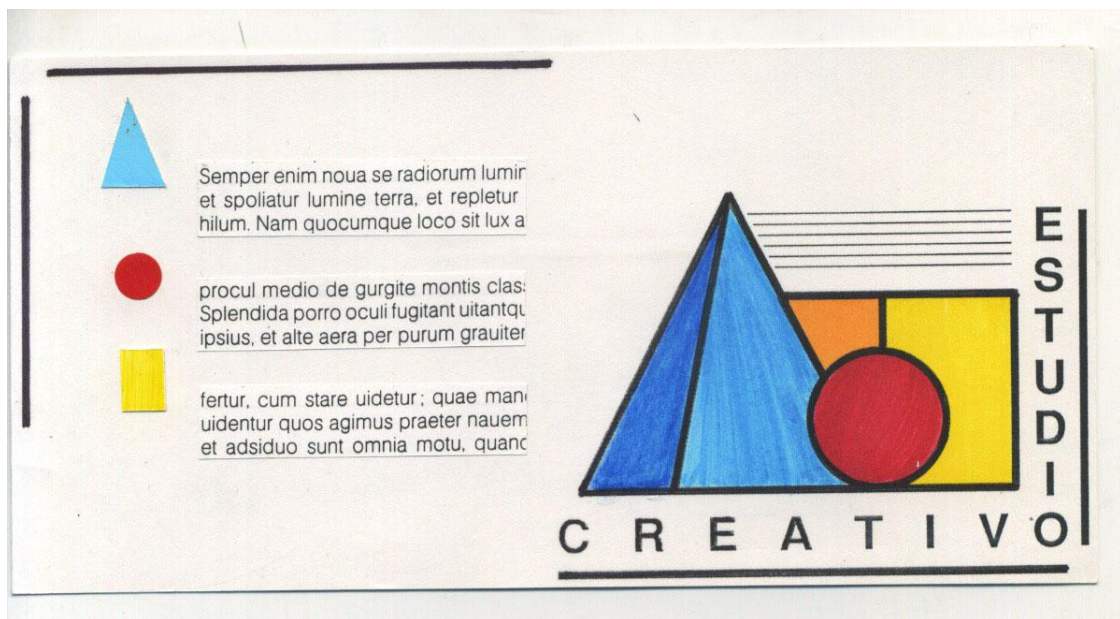 Semper enim noua se radiorum lumin
et spoliatur lumine terra, et repletur
hilum. Nam quocumque loco sit lux a
procul medio de gurgite montis clas
Splendida porro oculi fugitant uitantqu
ipsius, et alte aera per purum grauiter
fertur, cum stare uidetur; quae man
uidentur quos agimus praeter nauem
et adsiduo sunt omnia motu, quanc
ESTUDIO
CREATIVO